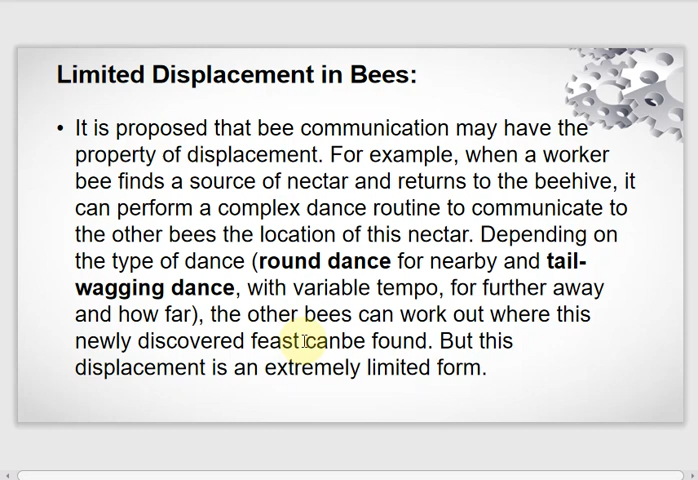 Limited Displacement in Bees:
• It is proposed that bee communication may have the
property of displacement. For example, when a worker
bee finds a source of nectar and returns to the beehive, it
can perform a complex dance routine to communicate to
the other bees the location of this nectar. Depending on
the type of dance (round dance for nearby and tail-
wagging dance, with variable tempo, for further away
and how far), the other bees can work out where this
newly discovered feast canbe found. But this
displacement is an extremely limited form.